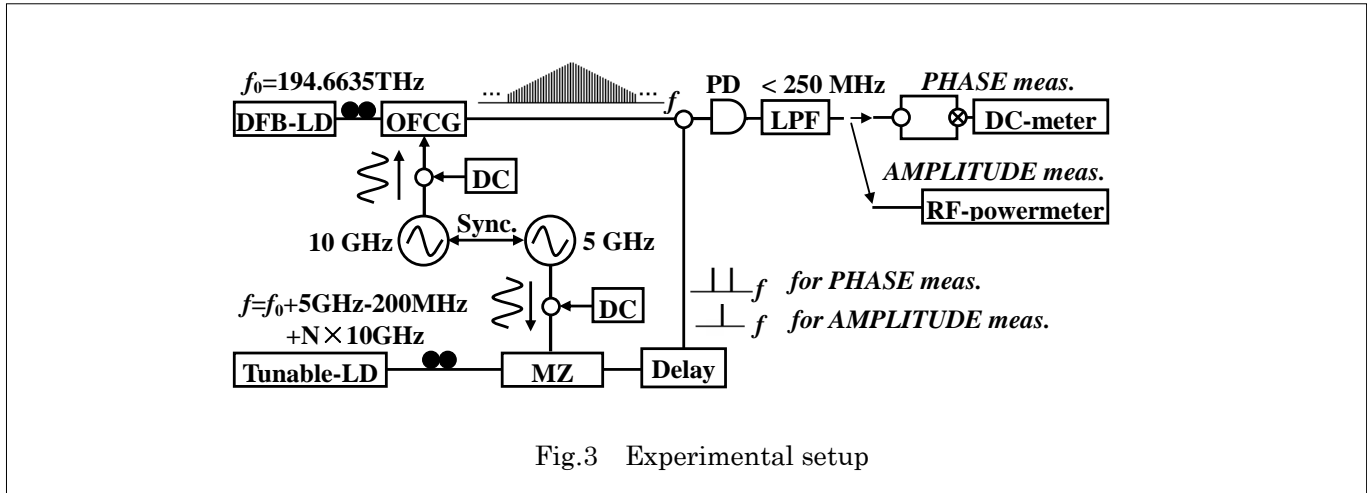 f0=194.6635THz
DFB-LD
OFCG
... ...
f
PD
< 250 MHz
LPF
PHASE meas.
DC-meter
AMPLITUDE meas.
RF-powermeter
DC
10 GHz
Sync.
5 GHz
DC
f=f0+5GHz-200MHz
+N×10GHz
Tunable-LD
MZ
Delay
f for PHASE meas.
f for AMPLITUDE meas.
Fig.3 Experimental setup